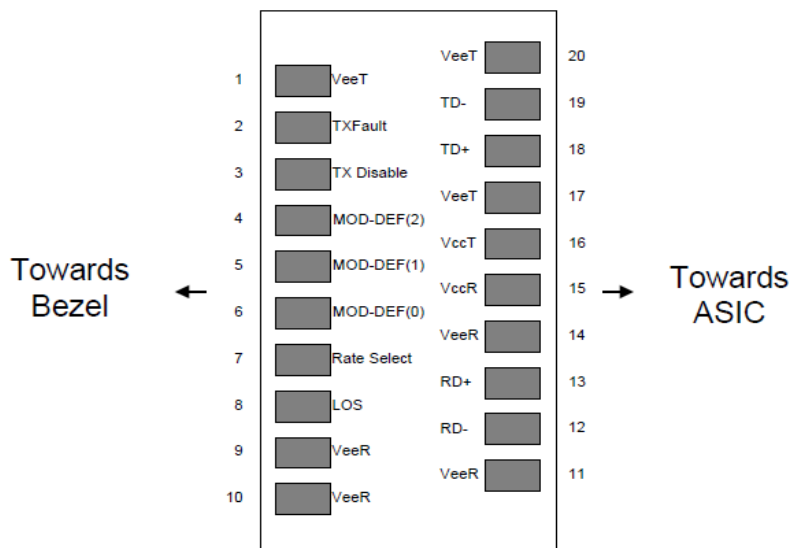 1 VeeT
2 TXFault
3 TX Disable
4 MOD-DEF(2)
5 MOD-DEF(1)
6 MOD-DEF(0)
7 Rate Select
8 LOS
9 VeeR
10 VeeR
VeeT 20
TD- 19
TD+ 18
VeeT 17
VccT 16
VccR 15
VeeR 14
RD+ 13
RD- 12
VeeR 11
Towards
Bezel
Towards
ASIC